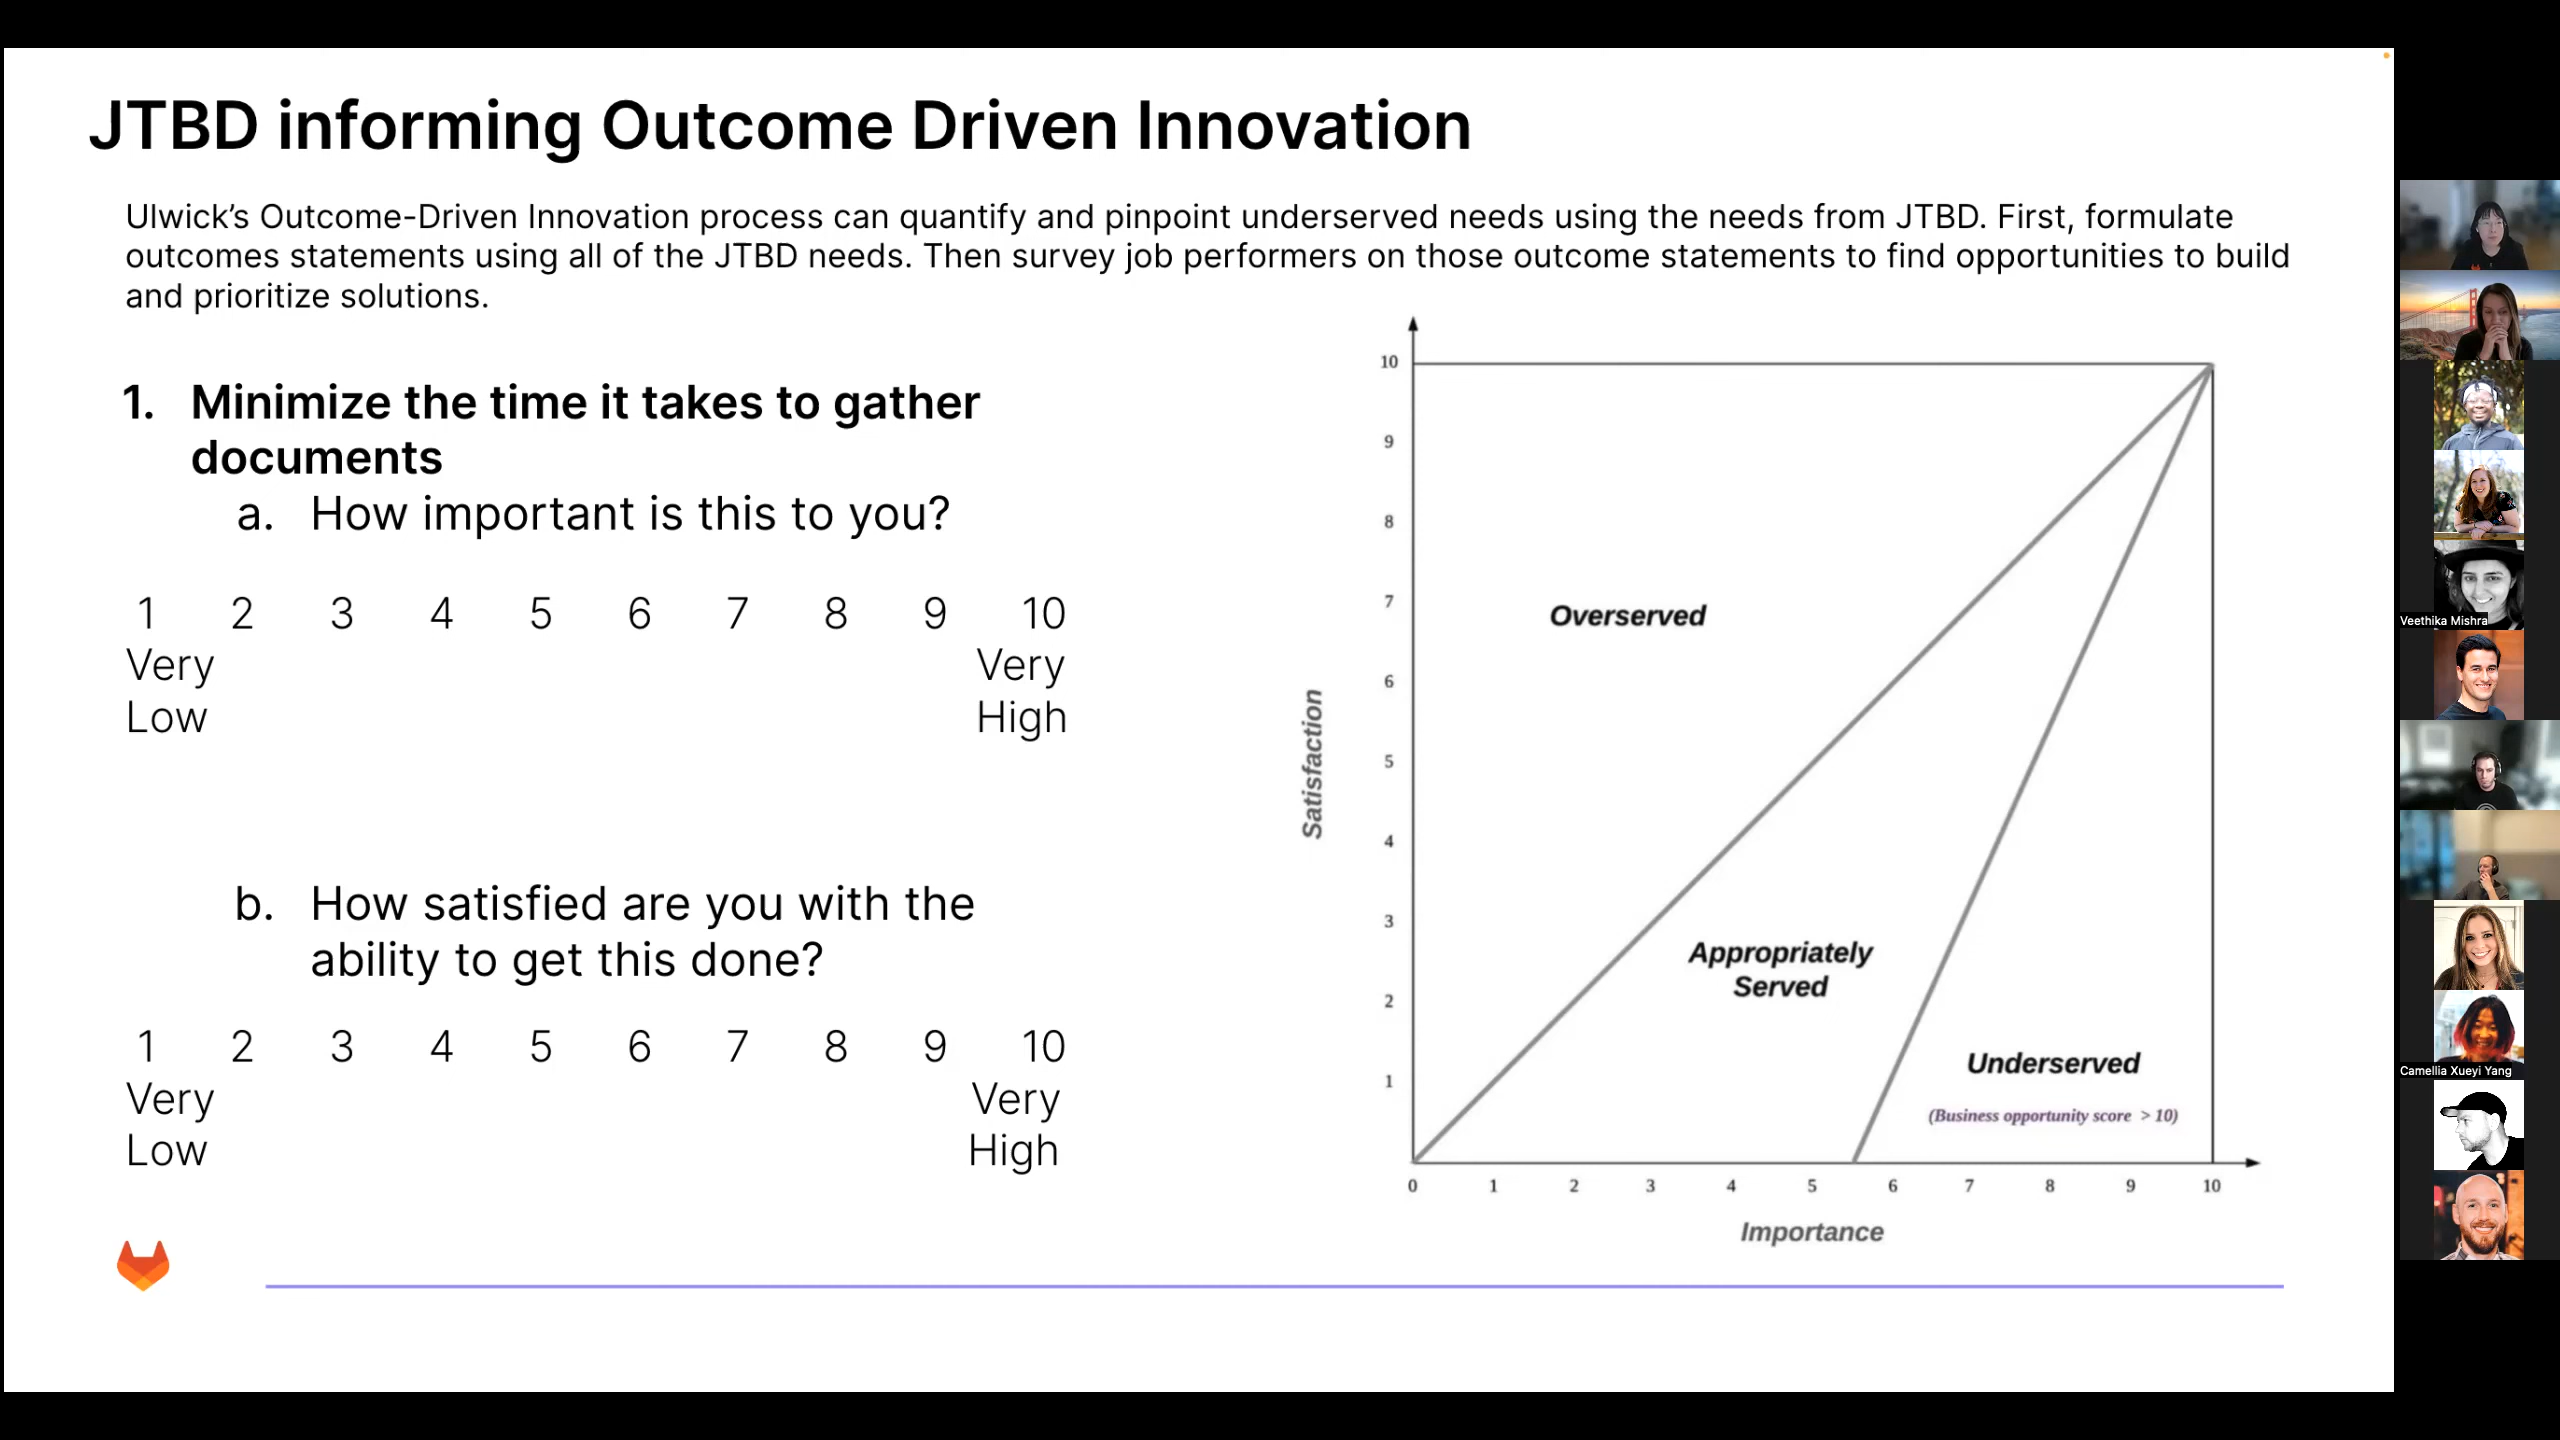 JTBD informing Outcome Driven Innovation
Ulwick’s Outcome-Driven Innovation process can quantify and pinpoint underserved needs using the needs from JTBD. First, formulate
outcomes statements using all of the JTBD needs. Then survey job performers on those outcome statements to find opportunities to build
and prioritize solutions.
1. Minimize the time it takes to gather
documents
a. How important is this to you?
1 2 3 4 5 6 7 8 9 10
Very Very
Low High
b. How satisfied are you with the
ability to get this done?
1 2 3 4 5 6 7 8 9 10
Very Very
Low High
10
9
8
7
6
5
4
3
2
1
Satisfaction
Overserved
Appropriately
Served
Underserved
(Business opportunity score > 10)
0 1 2 3 4 5 6 7 8 9 10
Importance
Veethika Mishra
Camellia Xueyi Yang